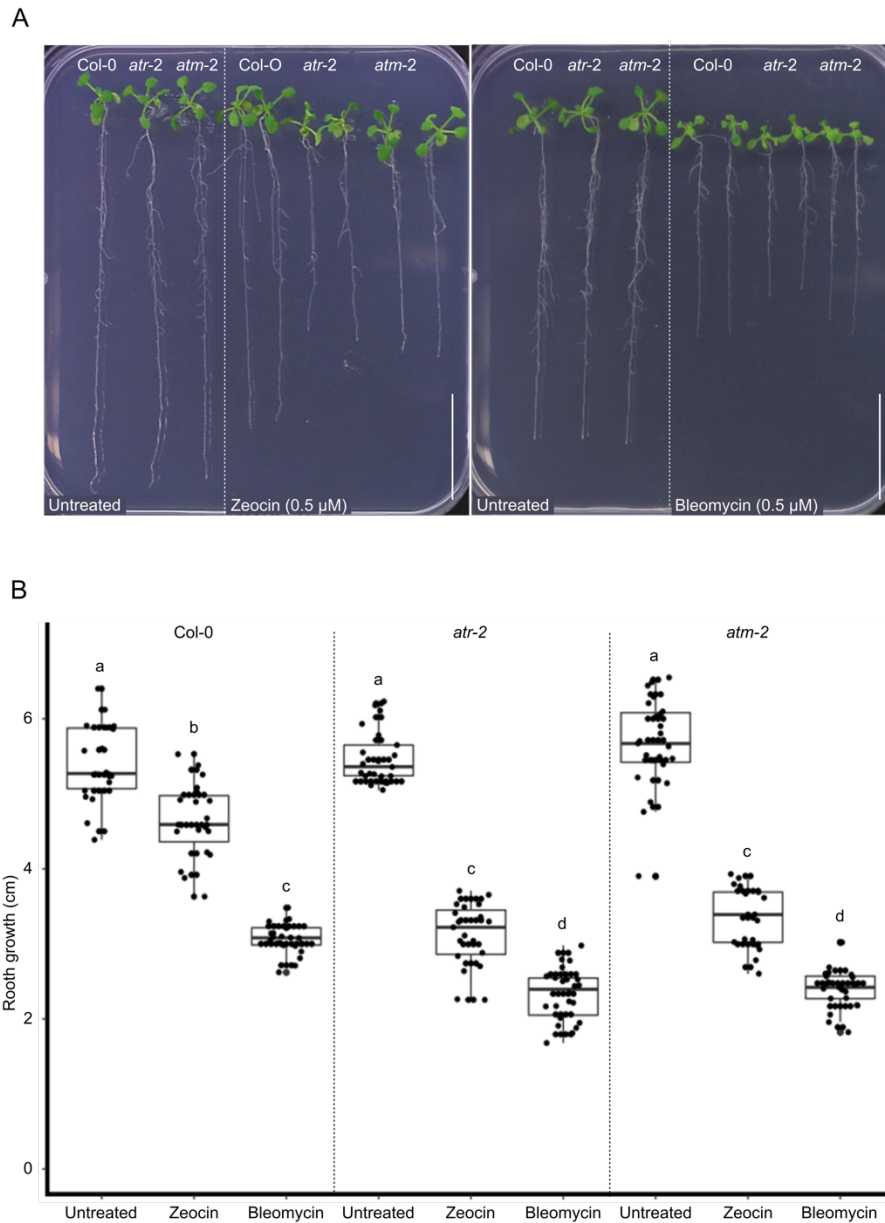 A
Col-0 atr-2 atm-2 Col-O atr-2 atm-2 Col-0 atr-2 atm-2 Col-0 atr-2 atm-2
Untreated Zeocin (0.5 μM) Untreated Bleomycin (0.5 μM)
B
Col-0 atr-2 atm-2
a b c a c d a c d
Rooth growth (cm)
6
4
2
0
Untreated Zeocin Bleomycin Untreated Zeocin Bleomycin Untreated Zeocin Bleomycin